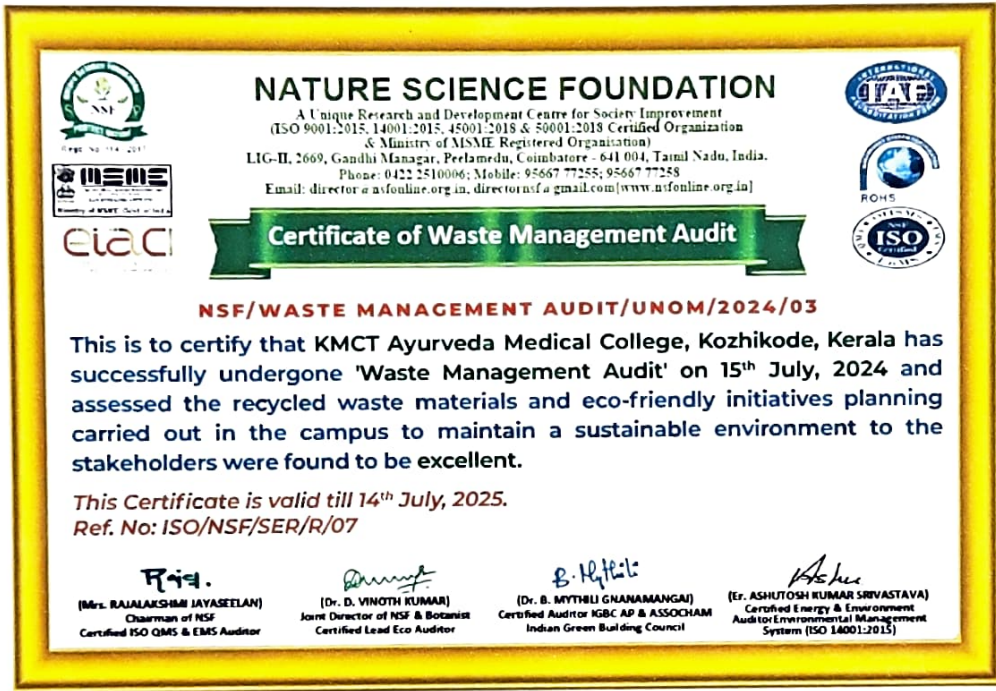 NATURE SCIENCE FOUNDATION
A Unique Research and Development Centre for Society Improvement
(ISO 9001:2015, 14001:2015, 45001:2018 & 50001:2018 Certified Organization
& Ministry of MSME Registered Organisation)
LIG-II, 2669, Gandhi Managar, Peelamedu, Coimbatore - 641 004, Tamil Nadu, India.
Phone: 0422 2510006; Mobile: 95667 77255; 95667 77258
Email: director@nsfonline.org.in, directornsf@gmail.com[www.nsfonline.org.in]
NSF
MSME
eiaci
IAF
ROHS
NSF
ISO
Certified
Certificate of Waste Management Audit
NSF/WASTE MANAGEMENT AUDIT/UNOM/2024/03
This is to certify that KMCT Ayurveda Medical College, Kozhikode, Kerala has
successfully undergone 'Waste Management Audit' on 15th July, 2024 and
assessed the recycled waste materials and eco-friendly initiatives planning
carried out in the campus to maintain a sustainable environment to the
stakeholders were found to be excellent.
This Certificate is valid till 14th July, 2025.
Ref. No: ISO/NSF/SER/R/07
B. Mythili
(Mrs. RAJALAKSHMI JAYASEELAN)
Chairman of NSF
Certified ISO QMS & EMS Auditor
(Dr. D. VINOTH KUMAR)
Joint Director of NSF & Botanist
Certified Lead Eco Auditor
(Dr. B. MYTHILI GNANAMANGAI)
Certified Auditor IGBC AP & ASSOCHAM
Indian Green Building Council
(Er. ASHUTOSH KUMAR SRIVASTAVA)
Certified Energy & Environment
Auditor Environmental Management
System (ISO 14001:2015)